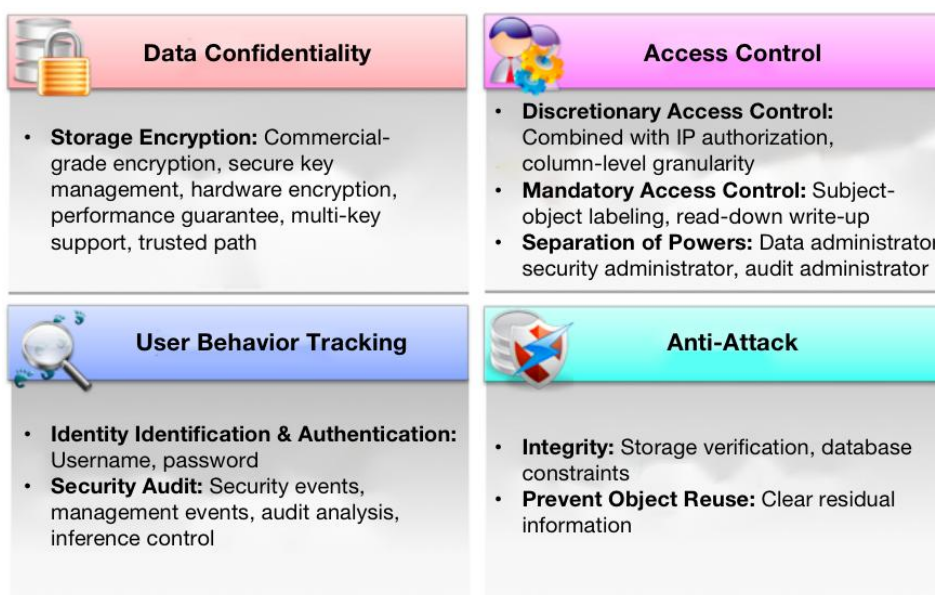 Data Confidentiality
• Storage Encryption: Commercial-
grade encryption, secure key
management, hardware encryption,
performance guarantee, multi-key
support, trusted path
Access Control
• Discretionary Access Control:
Combined with IP authorization,
column-level granularity
• Mandatory Access Control: Subject-
object labeling, read-down write-up
• Separation of Powers: Data administrator
security administrator, audit administrator
User Behavior Tracking
• Identity Identification & Authentication:
Username, password
• Security Audit: Security events,
management events, audit analysis,
inference control
Anti-Attack
• Integrity: Storage verification, database
constraints
• Prevent Object Reuse: Clear residual
information